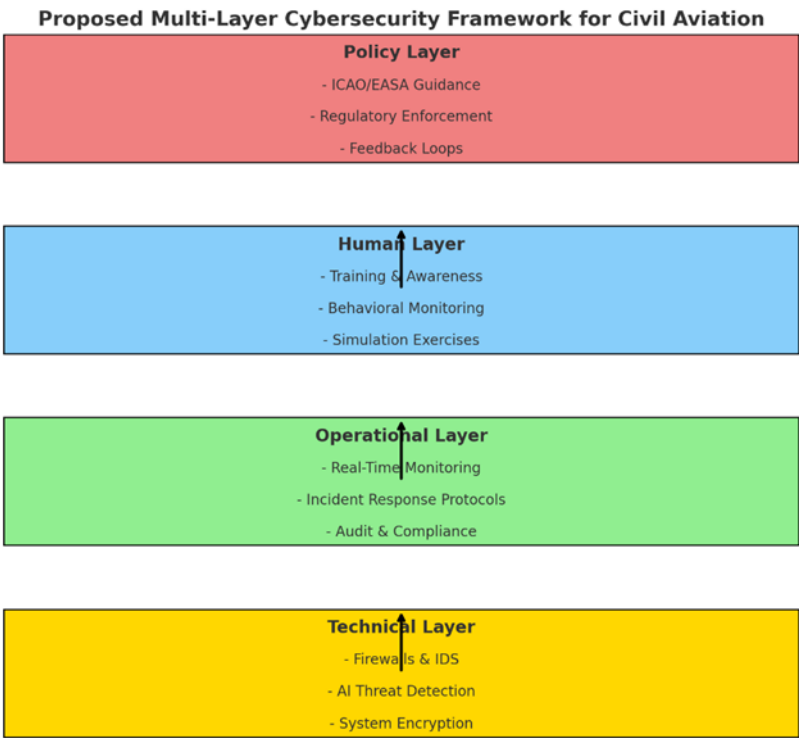 Proposed Multi-Layer Cybersecurity Framework for Civil Aviation
Policy Layer
- ICAO/EASA Guidance
- Regulatory Enforcement
- Feedback Loops
Human Layer
- Training & Awareness
- Behavioral Monitoring
- Simulation Exercises
Operational Layer
- Real-Time Monitoring
- Incident Response Protocols
- Audit & Compliance
Technical Layer
- Firewalls & IDS
- AI Threat Detection
- System Encryption